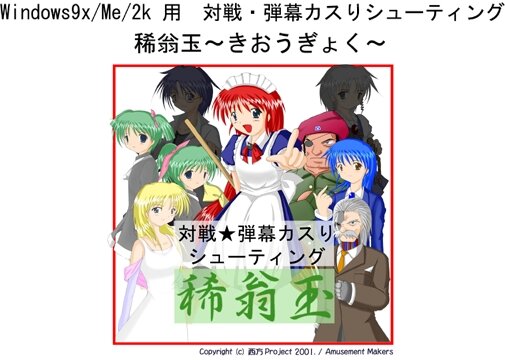 Windows9x/Me/2k 用　対戦・弾幕カスりシューティング
稀翁玉～きおうぎょく～
対戦★弾幕カスり
シューティング
稀翁玉
Copyright (c) 西方Project 2001. / Amusement Makers